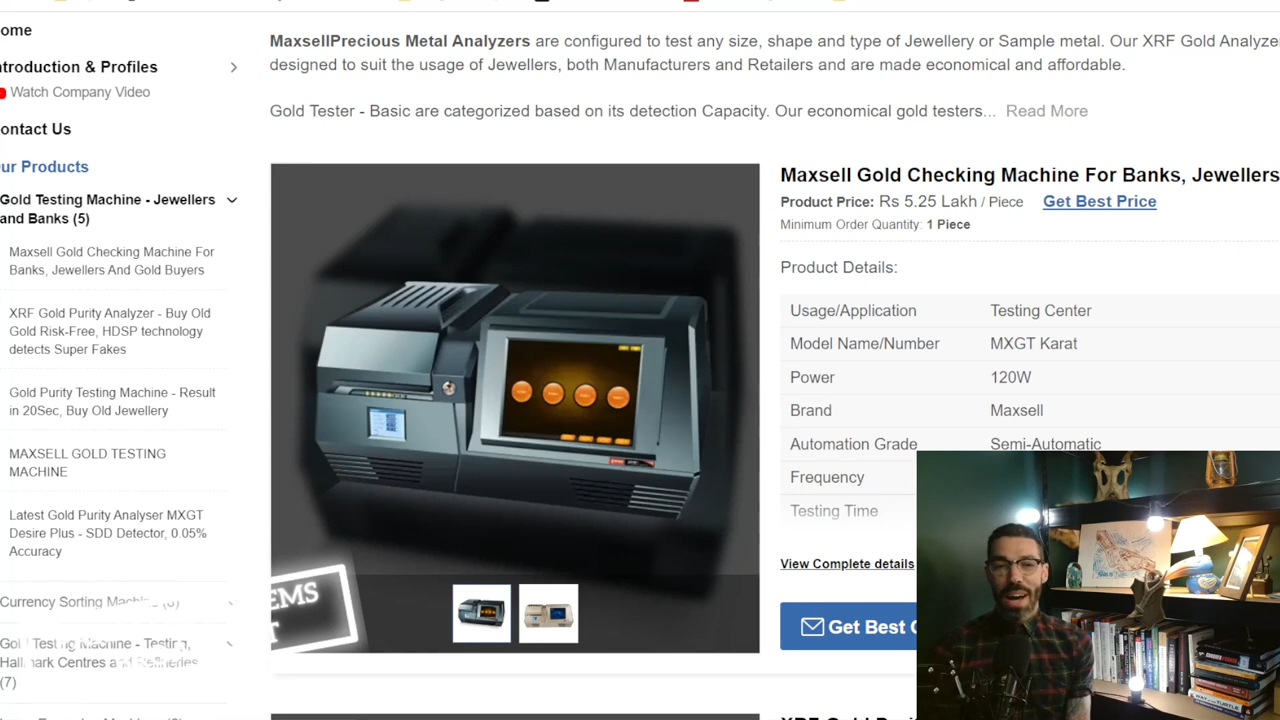 ome
ntroduction & Profiles
Watch Company Video
ontact Us
ur Products
Gold Testing Machine - Jewellers
and Banks (5)
Maxsell Gold Checking Machine For
Banks, Jewellers And Gold Buyers
XRF Gold Purity Analyzer - Buy Old
Gold Risk-Free, HDSP technology
detects Super Fakes
Gold Purity Testing Machine - Result
in 20Sec, Buy Old Jewellery
MAXSELL GOLD TESTING
MACHINE
Latest Gold Purity Analyser MXGT
Desire Plus - SDD Detector, 0.05%
Accuracy
Currency Sorting
Testing Machine - Testing,
Centres and Refineries
(7)
MaxsellPrecious Metal Analyzers are configured to test any size, shape and type of Jewellery or Sample metal. Our XRF Gold Analyze
designed to suit the usage of Jewellers, both Manufacturers and Retailers and are made economical and affordable.
Gold Tester - Basic are categorized based on its detection Capacity. Our economical gold testers... Read More
EMS
T
Maxsell Gold Checking Machine For Banks, Jewellers
Product Price: Rs 5.25 Lakh / Piece Get Best Price
Minimum Order Quantity: 1 Piece
Product Details:
Usage/Application Testing Center
Model Name/Number MXGT Karat
Power 120W
Brand Maxsell
Automation Grade Semi-Automatic
Frequency
Testing Time
View Complete details
Get Best